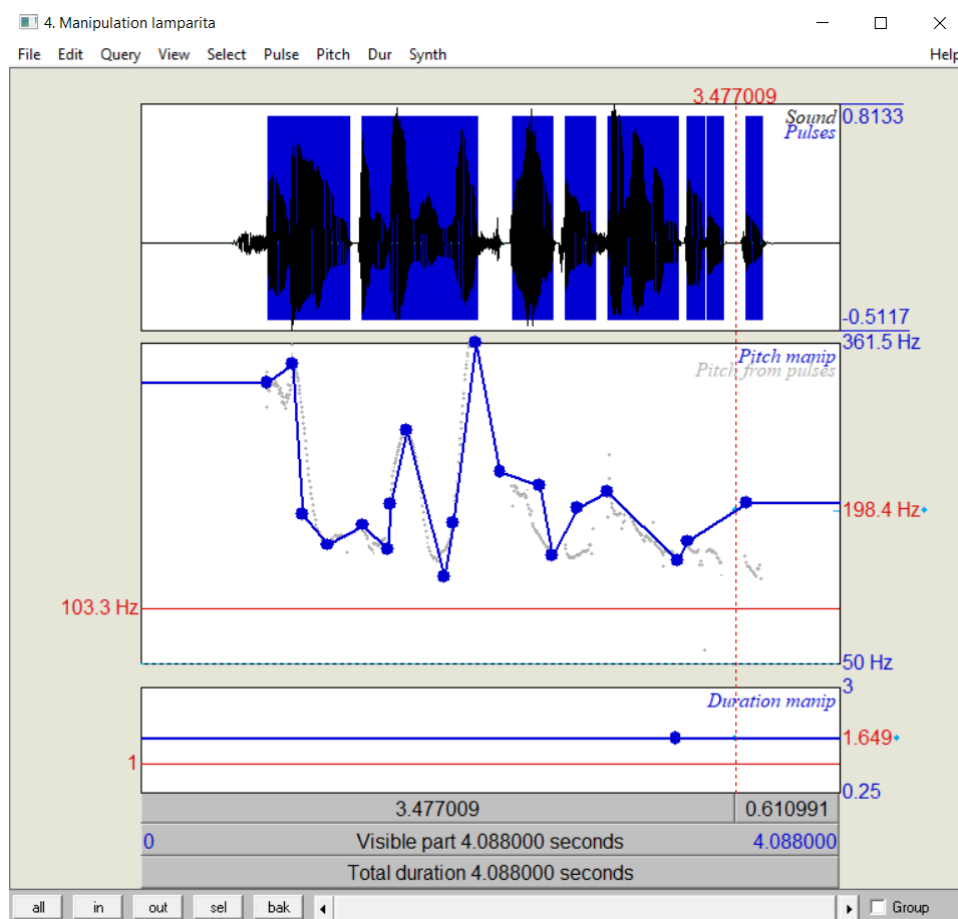 4. Manipulation lamparita
File Edit Query View Select Pulse Pitch Dur Synth Help
3.477009
Sound
Pulses
0.8133
-0.5117
361.5 Hz
Pitch manip
Pitch from pulses
198.4 Hz
103.3 Hz
50 Hz
3
Duration manip
1.649
1
0.25
3.477009 0.610991
0 Visible part 4.088000 seconds 4.088000
Total duration 4.088000 seconds
all in out sel bak Group